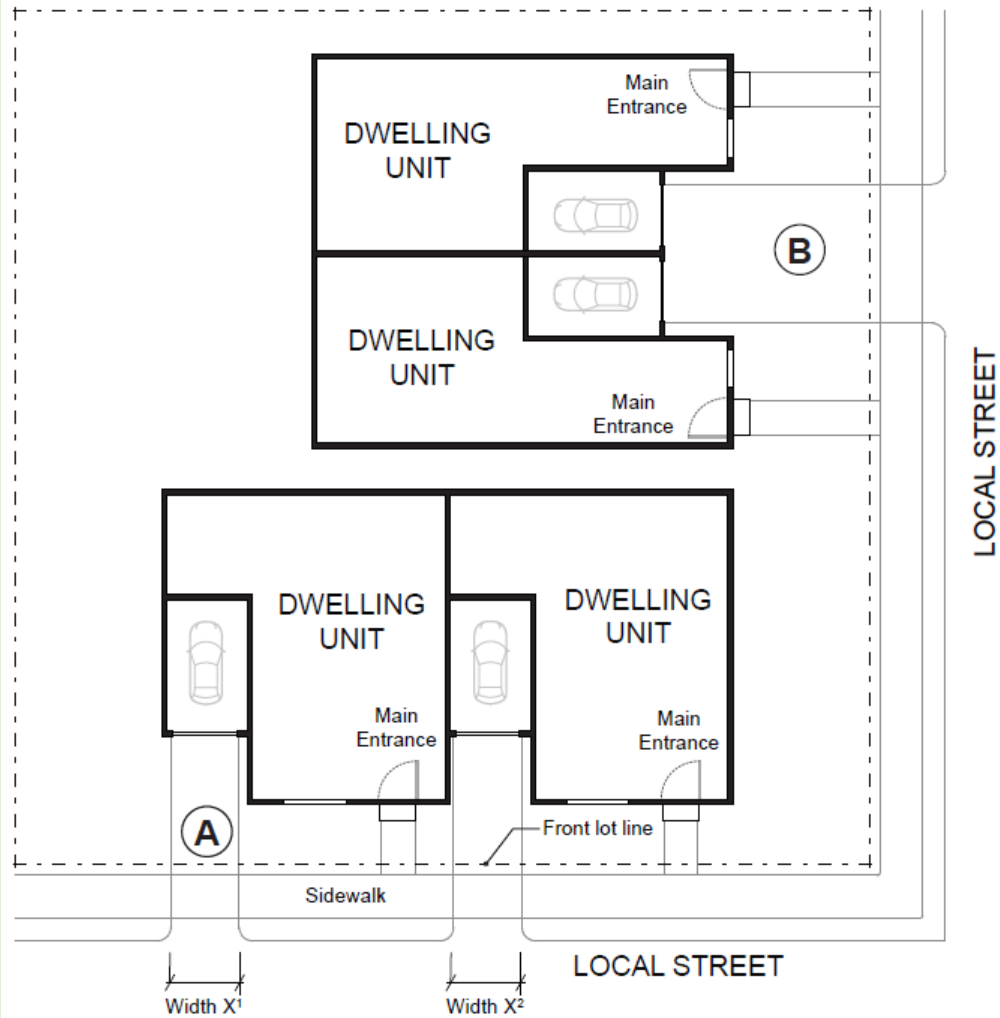 Main
Entrance
DWELLING
UNIT
B
DWELLING
UNIT
Main
Entrance
LOCAL STREET
DWELLING
UNIT
DWELLING
UNIT
Main
Entrance
Main
Entrance
A
Front lot line
Sidewalk
LOCAL STREET
Width X¹
Width X²